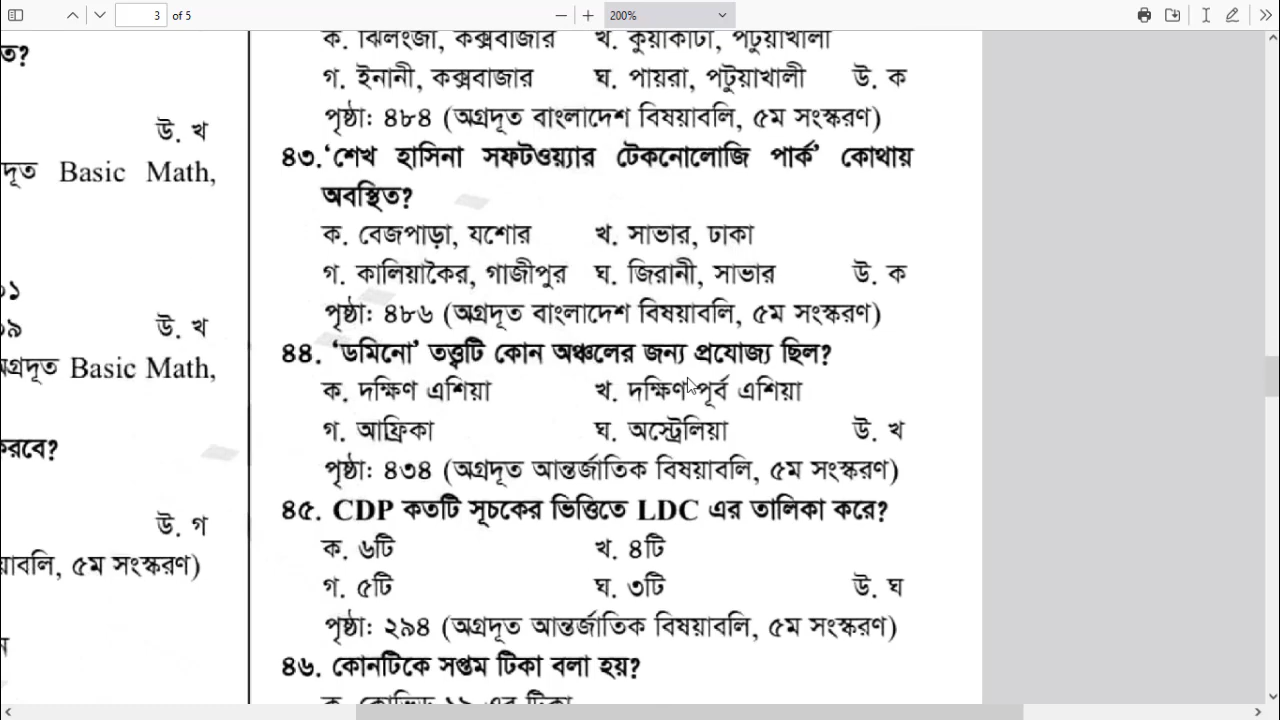 3 of 5
200%
ত?
উ. খ
দূত Basic Math,
০১
০৯ উ. খ
অগ্রদূত Basic Math,
করবে?
উ. গ
য়াবলি, ৫ম সংস্করণ)
ন
ক. ঝিলংজা, কক্সবাজার খ. কুয়াকাটা, পটুয়াখালী
গ. ইনানী, কক্সবাজার ঘ. পায়রা, পটুয়াখালী উ. ক
পৃষ্ঠা: ৪৮৪ (অগ্রদূত বাংলাদেশ বিষয়াবলি, ৫ম সংস্করণ)
৪৩.‘শেখ হাসিনা সফটওয়্যার টেকনোলোজি পার্ক’ কোথায়
অবস্থিত?
ক. বেজপাড়া, যশোর খ. সাভার, ঢাকা
গ. কালিয়াকৈর, গাজীপুর ঘ. জিরানী, সাভার উ. ক
পৃষ্ঠা: ৪৮৬ (অগ্রদূত বাংলাদেশ বিষয়াবলি, ৫ম সংস্করণ)
৪৪. ‘ডমিনো’ তত্ত্বটি কোন অঞ্চলের জন্য প্রযোজ্য ছিল?
ক. দক্ষিণ এশিয়া খ. দক্ষিণ পূর্ব এশিয়া
গ. আফ্রিকা ঘ. অস্ট্রেলিয়া উ. খ
পৃষ্ঠা: ৪৩৪ (অগ্রদূত আন্তর্জাতিক বিষয়াবলি, ৫ম সংস্করণ)
৪৫. CDP কতটি সূচকের ভিত্তিতে LDC এর তালিকা করে?
ক. ৬টি খ. ৪টি
গ. ৫টি ঘ. ৩টি উ. ঘ
পৃষ্ঠা: ২৯৪ (অগ্রদূত আন্তর্জাতিক বিষয়াবলি, ৫ম সংস্করণ)
৪৬. কোনটিকে সপ্তম টিকা বলা হয়?
ক. কোভিড ১৯ এর টিকা